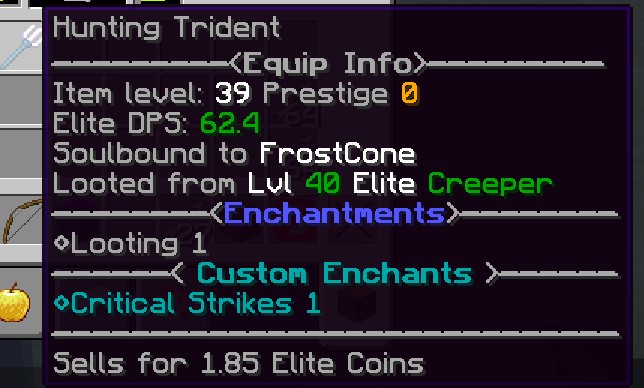 Hunting Trident
<Equip Info>
Item level: 39 Prestige 0
Elite DPS: 62.4
Soulbound to FrostCone
Looted from Lvl 40 Elite Creeper
<Enchantments>
◇Looting 1
< Custom Enchants >
◇Critical Strikes 1
Sells for 1.85 Elite Coins